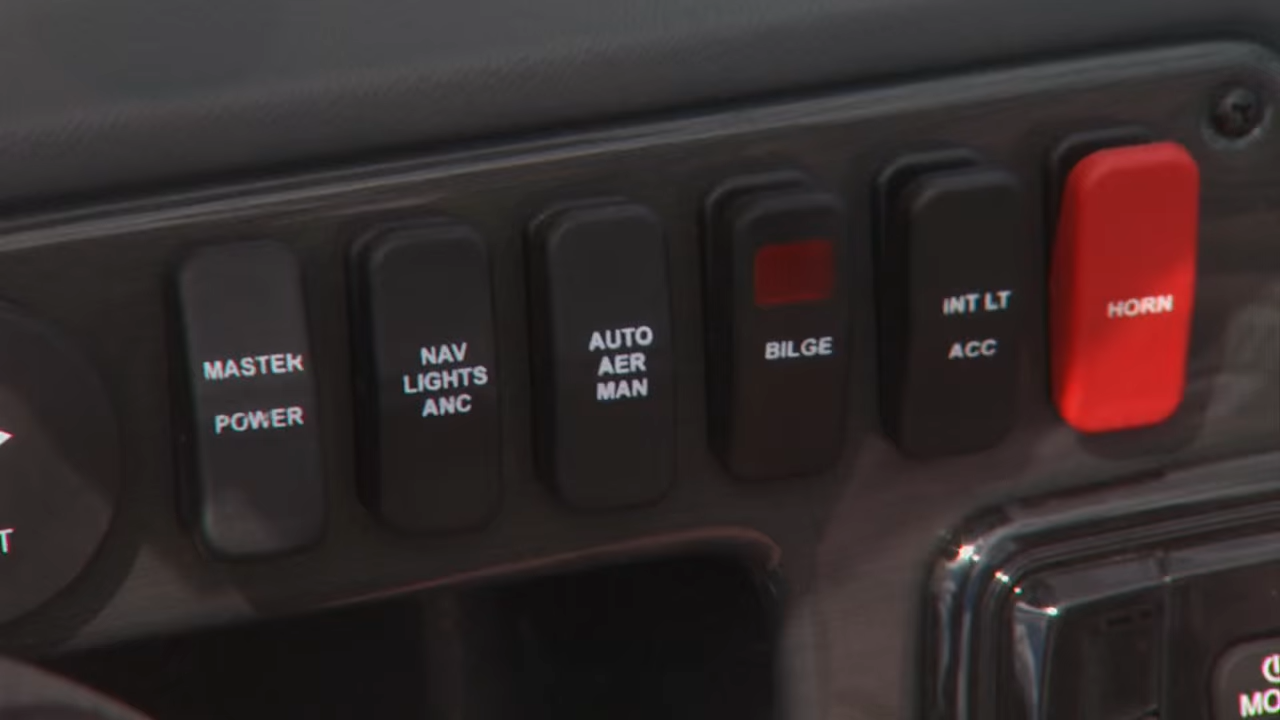 MASTER
POWER
NAV
LIGHTS
ANC
AUTO
AER
MAN
BILGE
INT LT
ACC
HORN